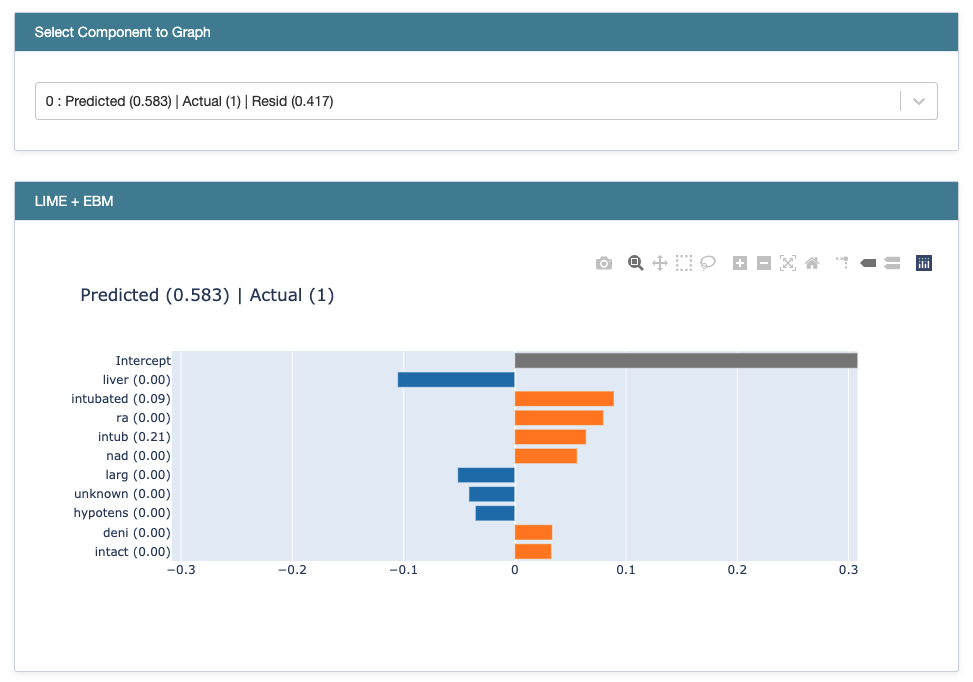 Select Component to Graph
0 : Predicted (0.583) | Actual (1) | Resid (0.417)
LIME + EBM
Predicted (0.583) | Actual (1)
Intercept
liver (0.00)
intubated (0.09)
ra (0.00)
intub (0.21)
nad (0.00)
larg (0.00)
unknown (0.00)
hypotens (0.00)
deni (0.00)
intact (0.00)
−0.3 −0.2 −0.1 0 0.1 0.2 0.3